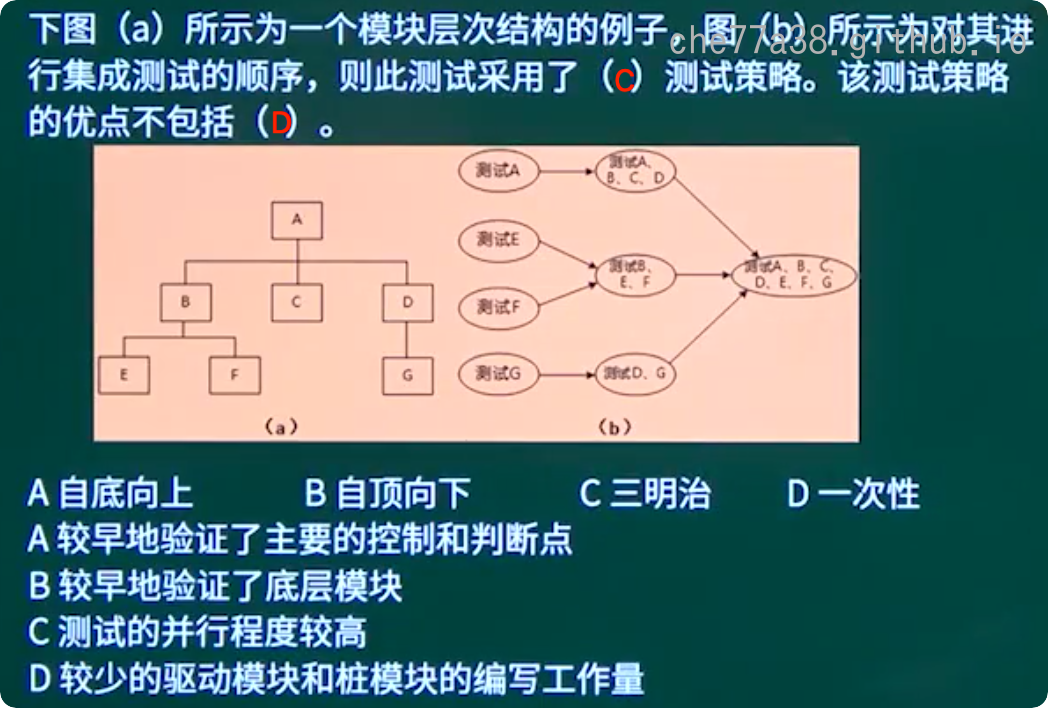 下图（a）所示为一个模块层次结构的例子，图（b）所示为对其进
che77a38.github.io
行集成测试的顺序，则此测试采用了（C）测试策略。该测试策略
的优点不包括（D）。
A
B
C
D
E
F
G
（a）
测试A
测试A、
B、C、D
测试E
测试F
测试B、
E、F
测试A、B、C、
D、E、F、G
测试G
测试D、G
（b）
A 自底向上 B 自顶向下 C 三明治 D 一次性
A 较早地验证了主要的控制和判断点
B 较早地验证了底层模块
C 测试的并行程度较高
D 较少的驱动模块和桩模块的编写工作量